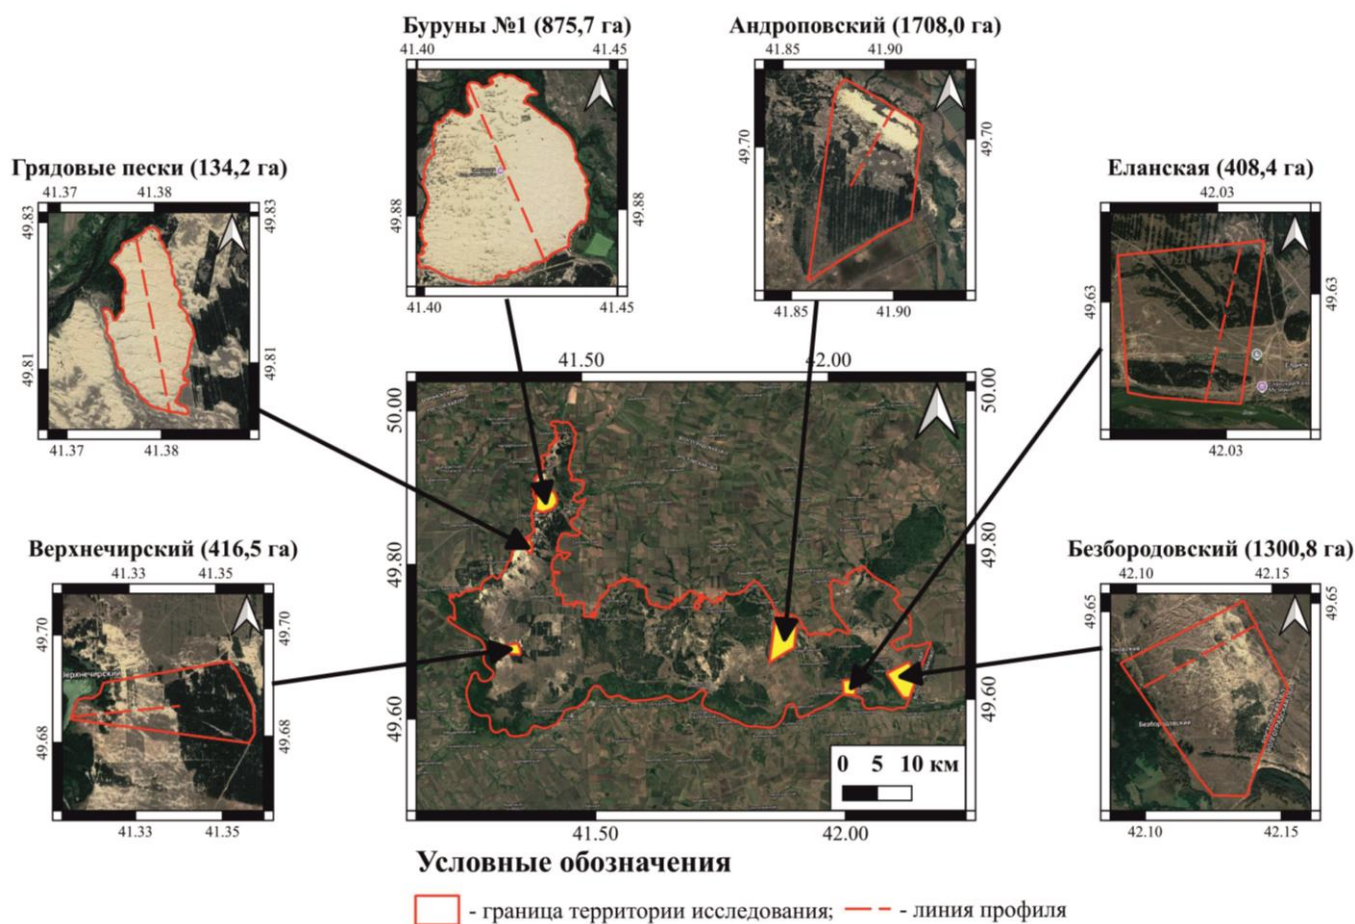 Буруны №1 (875,7 га)
41.40 41.45
49.88 49.88
41.40 41.45
Андроповский (1708,0 га)
41.85 41.90
49.70 49.70
41.85 41.90
Грядовые пески (134,2 га)
41.37 41.38
49.83 49.83
49.81 49.81
41.37 41.38
Еланская (408,4 га)
42.03
49.63 49.63
42.03
41.50 42.00
50.00 50.00
49.80 49.80
49.60 49.60
0 5 10 км
41.50 42.00
Верхнечирский (416,5 га)
41.33 41.35
49.70 49.70
49.68 49.68
41.33 41.35
Безбородовский (1300,8 га)
42.10 42.15
49.65 49.65
Безбородовский
42.10 42.15
Условные обозначения
- граница территории исследования; - линия профиля